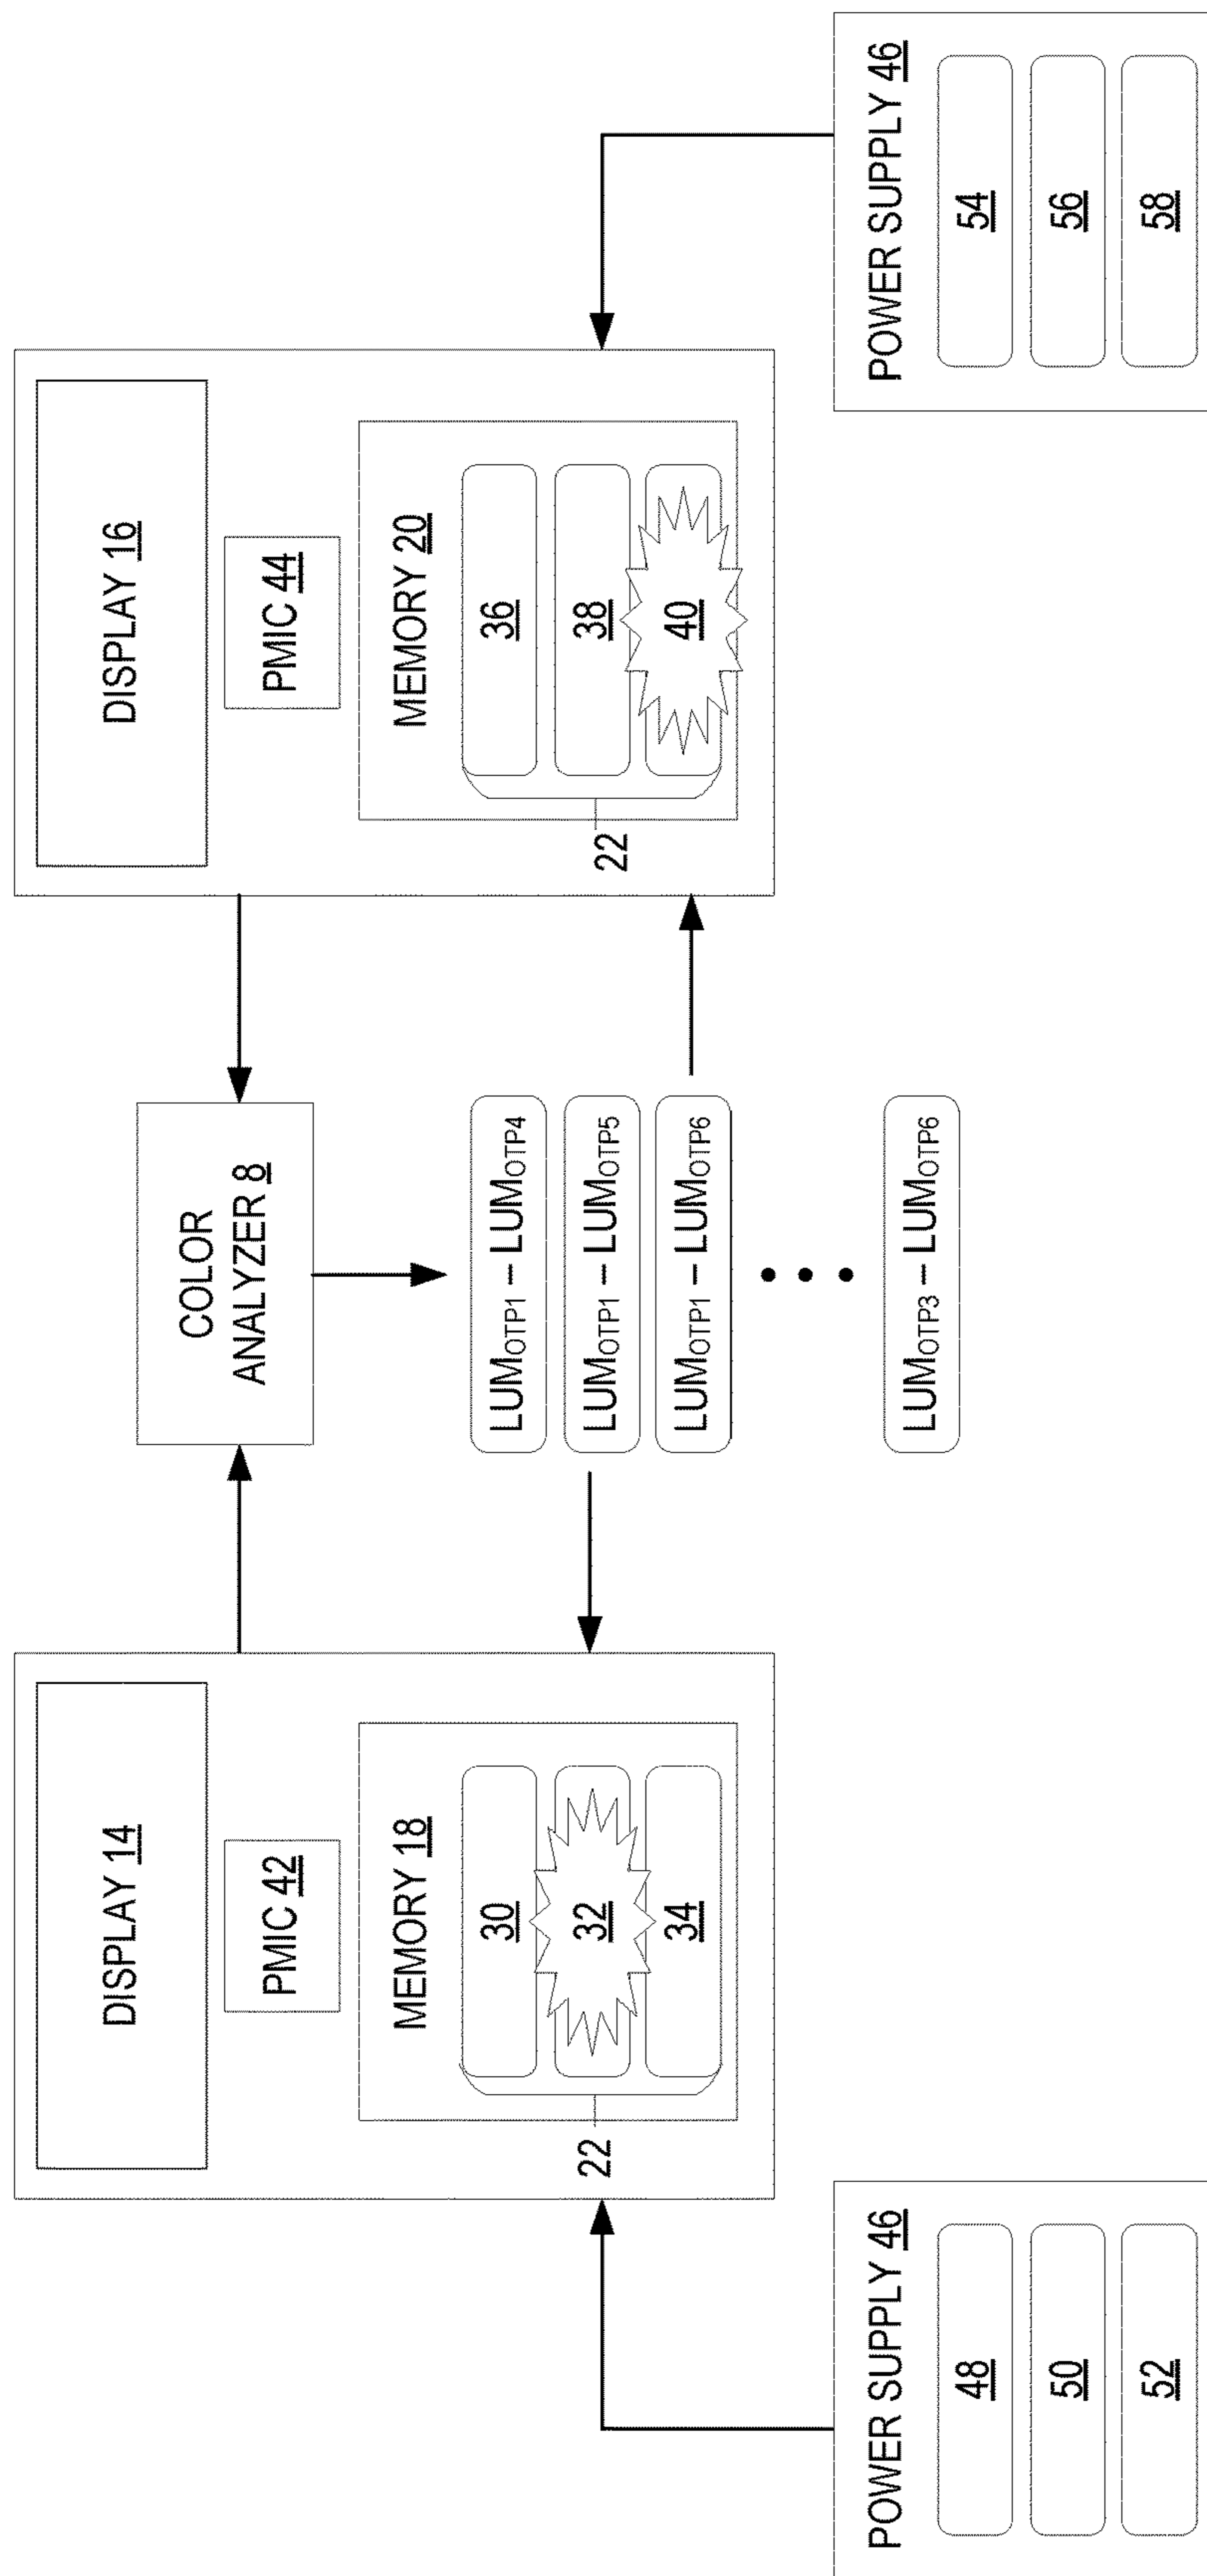 DISPLAY 14
PMIC 42
MEMORY 18
30
32
34
22
POWER SUPPLY 46
48
50
52
COLOR
ANALYZER 8
LUMOTP1 – LUMOTP4
LUMOTP1 – LUMOTP5
LUMOTP1 – LUMOTP6
LUMOTP3 – LUMOTP6
DISPLAY 16
PMIC 44
MEMORY 20
36
38
40
22
POWER SUPPLY 46
54
56
58